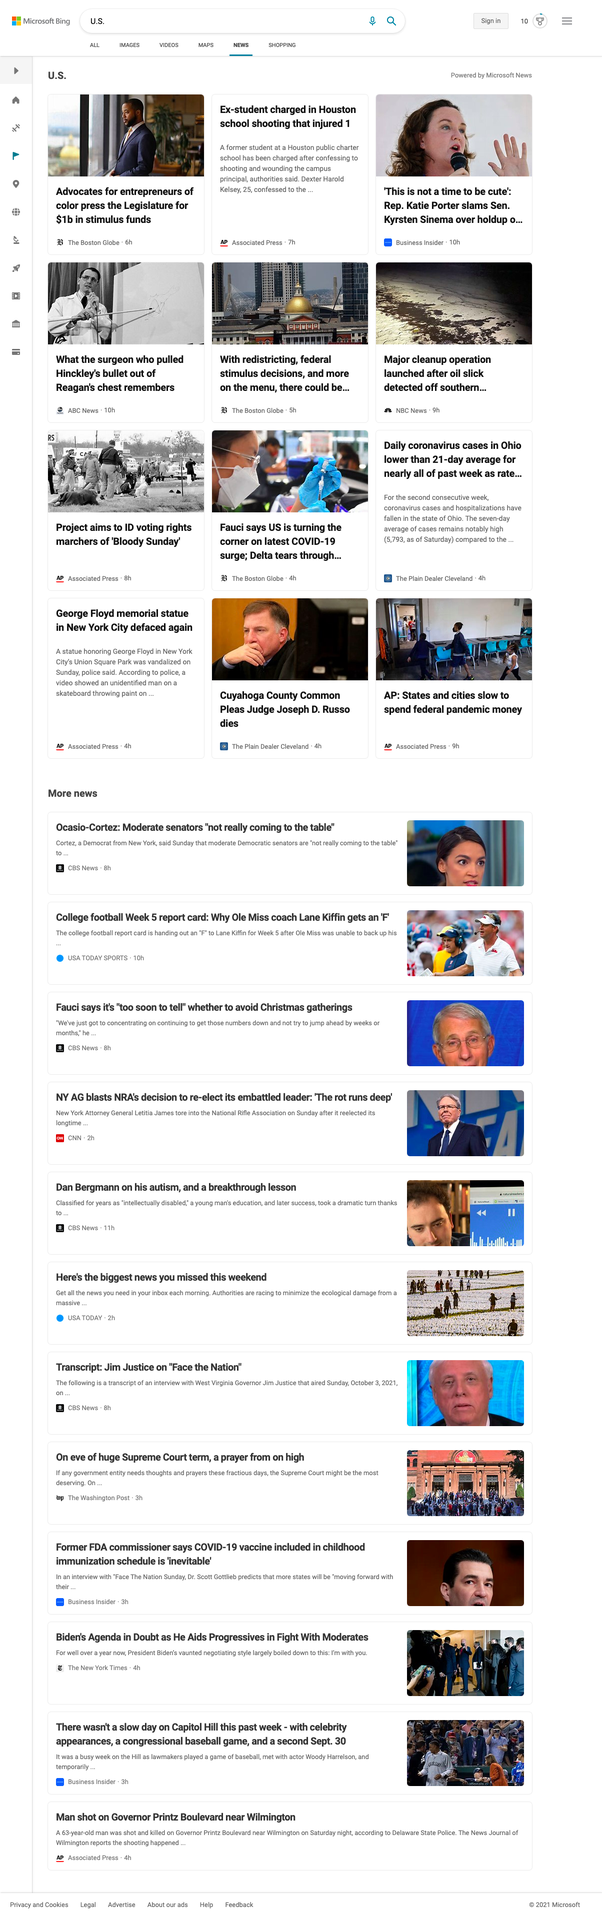 Microsoft Bing
U.S.
Sign in
10
ALL
IMAGES
VIDEOS
MAPS
NEWS
SHOPPING
U.S.
Powered by Microsoft News
Advocates for entrepreneurs of
color press the Legislature for
$1b in stimulus funds
The Boston Globe · 6h
Ex-student charged in Houston
school shooting that injured 1
A former student at a Houston public charter
school has been charged after confessing to
shooting and wounding the campus
principal, authorities said. Dexter Harold
Kelsey, 25, confessed to the ...
AP Associated Press · 7h
'This is not a time to be cute':
Rep. Katie Porter slams Sen.
Kyrsten Sinema over holdup o...
Business Insider · 10h
What the surgeon who pulled
Hinckley's bullet out of
Reagan's chest remembers
ABC News · 10h
With redistricting, federal
stimulus decisions, and more
on the menu, there could be...
The Boston Globe · 5h
Major cleanup operation
launched after oil slick
detected off southern...
NBC News · 9h
Project aims to ID voting rights
marchers of 'Bloody Sunday'
AP Associated Press · 8h
Fauci says US is turning the
corner on latest COVID-19
surge; Delta tears through...
The Boston Globe · 4h
Daily coronavirus cases in Ohio
lower than 21-day average for
nearly all of past week as rate...
For the second consecutive week,
coronavirus cases and hospitalizations have
fallen in the state of Ohio. The seven-day
average of cases remains notably high
(5,793, as of Saturday) compared to the ...
The Plain Dealer Cleveland · 4h
George Floyd memorial statue
in New York City defaced again
A statue honoring George Floyd in New York
City's Union Square Park was vandalized on
Sunday, police said. According to police, a
video showed an unidentified man on a
skateboard throwing paint on ...
AP Associated Press · 4h
Cuyahoga County Common
Pleas Judge Joseph D. Russo
dies
The Plain Dealer Cleveland · 4h
AP: States and cities slow to
spend federal pandemic money
AP Associated Press · 9h
More news
Ocasio-Cortez: Moderate senators "not really coming to the table"
Cortez, a Democrat from New York, said Sunday that moderate Democratic senators are "not really coming to the table"
to ...
CBS News · 8h
College football Week 5 report card: Why Ole Miss coach Lane Kiffin gets an 'F'
The college football report card is handing out an "F" to Lane Kiffin for Week 5 after Ole Miss was unable to back up his
...
USA TODAY SPORTS · 10h
Fauci says it's "too soon to tell" whether to avoid Christmas gatherings
"We've just got to concentrating on continuing to get those numbers down and not try to jump ahead by weeks or
months," he ...
CBS News · 8h
NY AG blasts NRA's decision to re-elect its embattled leader: 'The rot runs deep'
New York Attorney General Letitia James tore into the National Rifle Association on Sunday after it reelected its
longtime ...
CNN CNN · 2h
Dan Bergmann on his autism, and a breakthrough lesson
Classified for years as "intellectually disabled," a young man's education, and later success, took a dramatic turn thanks
to ...
CBS News · 11h
Here's the biggest news you missed this weekend
Get all the news you need in your inbox each morning. Authorities are racing to minimize the ecological damage from a
massive ...
USA TODAY · 2h
Transcript: Jim Justice on "Face the Nation"
The following is a transcript of an interview with West Virginia Governor Jim Justice that aired Sunday, October 3, 2021,
on ...
CBS News · 8h
On eve of huge Supreme Court term, a prayer from on high
If any government entity needs thoughts and prayers these fractious days, the Supreme Court might be the most
deserving. On ...
wp The Washington Post · 3h
Former FDA commissioner says COVID-19 vaccine included in childhood
immunization schedule is 'inevitable'
In an interview with "Face The Nation Sunday, Dr. Scott Gottlieb predicts that more states will be "moving forward with
their ...
Business Insider · 3h
Biden's Agenda in Doubt as He Aids Progressives in Fight With Moderates
For well over a year now, President Biden's vaunted negotiating style largely boiled down to this: I'm with you.
The New York Times · 4h
There wasn't a slow day on Capitol Hill this past week - with celebrity
appearances, a congressional baseball game, and a second Sept. 30
It was a busy week on the Hill as lawmakers played a game of baseball, met with actor Woody Harrelson, and
temporarily ...
Business Insider · 3h
Man shot on Governor Printz Boulevard near Wilmington
A 63-year-old man was shot and killed on Governor Printz Boulevard near Wilmington on Saturday night, according to Delaware State Police. The News Journal of
Wilmington reports the shooting happened ...
AP Associated Press · 4h
Privacy and Cookies
Legal
Advertise
About our ads
Help
Feedback
© 2021 Microsoft